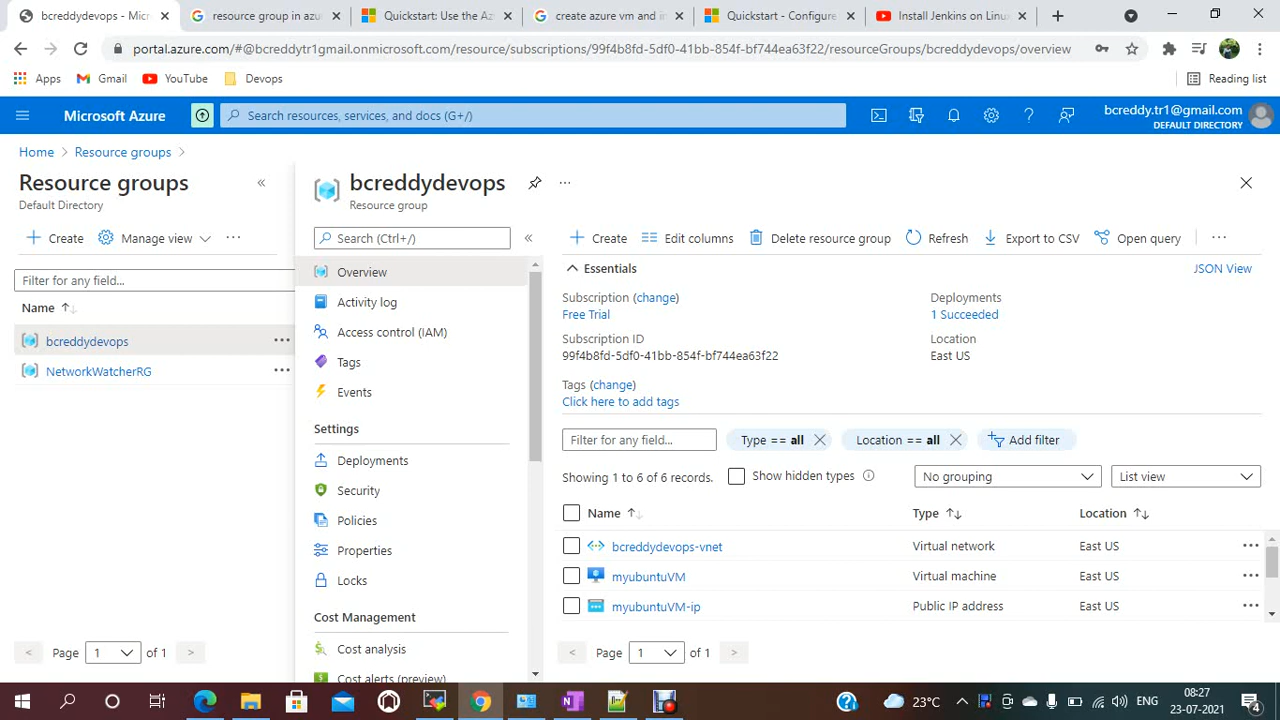 bcreddydevops - Micr
resource group in azu
Quickstart: Use the Az
create azure vm and in
Quickstart - Configure
Install Jenkins on Linux
portal.azure.com/#@bcreddytr1gmail.onmicrosoft.com/resource/subscriptions/99f4b8fd-5df0-41bb-854f-bf744ea63f22/resourceGroups/bcreddydevops/overview
Apps
Gmail
YouTube
Devops
Reading list
Microsoft Azure
Search resources, services, and docs (G+/)
bcreddy.tr1@gmail.com
DEFAULT DIRECTORY
Home > Resource groups >
Resource groups
Default Directory
+ Create
Manage view
...
Filter for any field...
Name
bcreddydevops
NetworkWatcherRG
< Page 1 of 1 >
bcreddydevops
Resource group
Search (Ctrl+/)
Overview
Activity log
Access control (IAM)
Tags
Events
Settings
Deployments
Security
Policies
Properties
Locks
Cost Management
Cost analysis
Cost alerts (preview)
+ Create
Edit columns
Delete resource group
Refresh
Export to CSV
Open query
...
Essentials
JSON View
Subscription (change)
Free Trial
Subscription ID
99f4b8fd-5df0-41bb-854f-bf744ea63f22
Tags (change)
Click here to add tags
Deployments
1 Succeeded
Location
East US
Filter for any field...
Type == all
Location == all
Add filter
Showing 1 to 6 of 6 records.
Show hidden types
No grouping
List view
Name Type Location
bcreddydevops-vnet Virtual network East US
myubuntuVM Virtual machine East US
myubuntuVM-ip Public IP address East US
< Page 1 of 1 >
23°C
ENG
08:27
23-07-2021
4